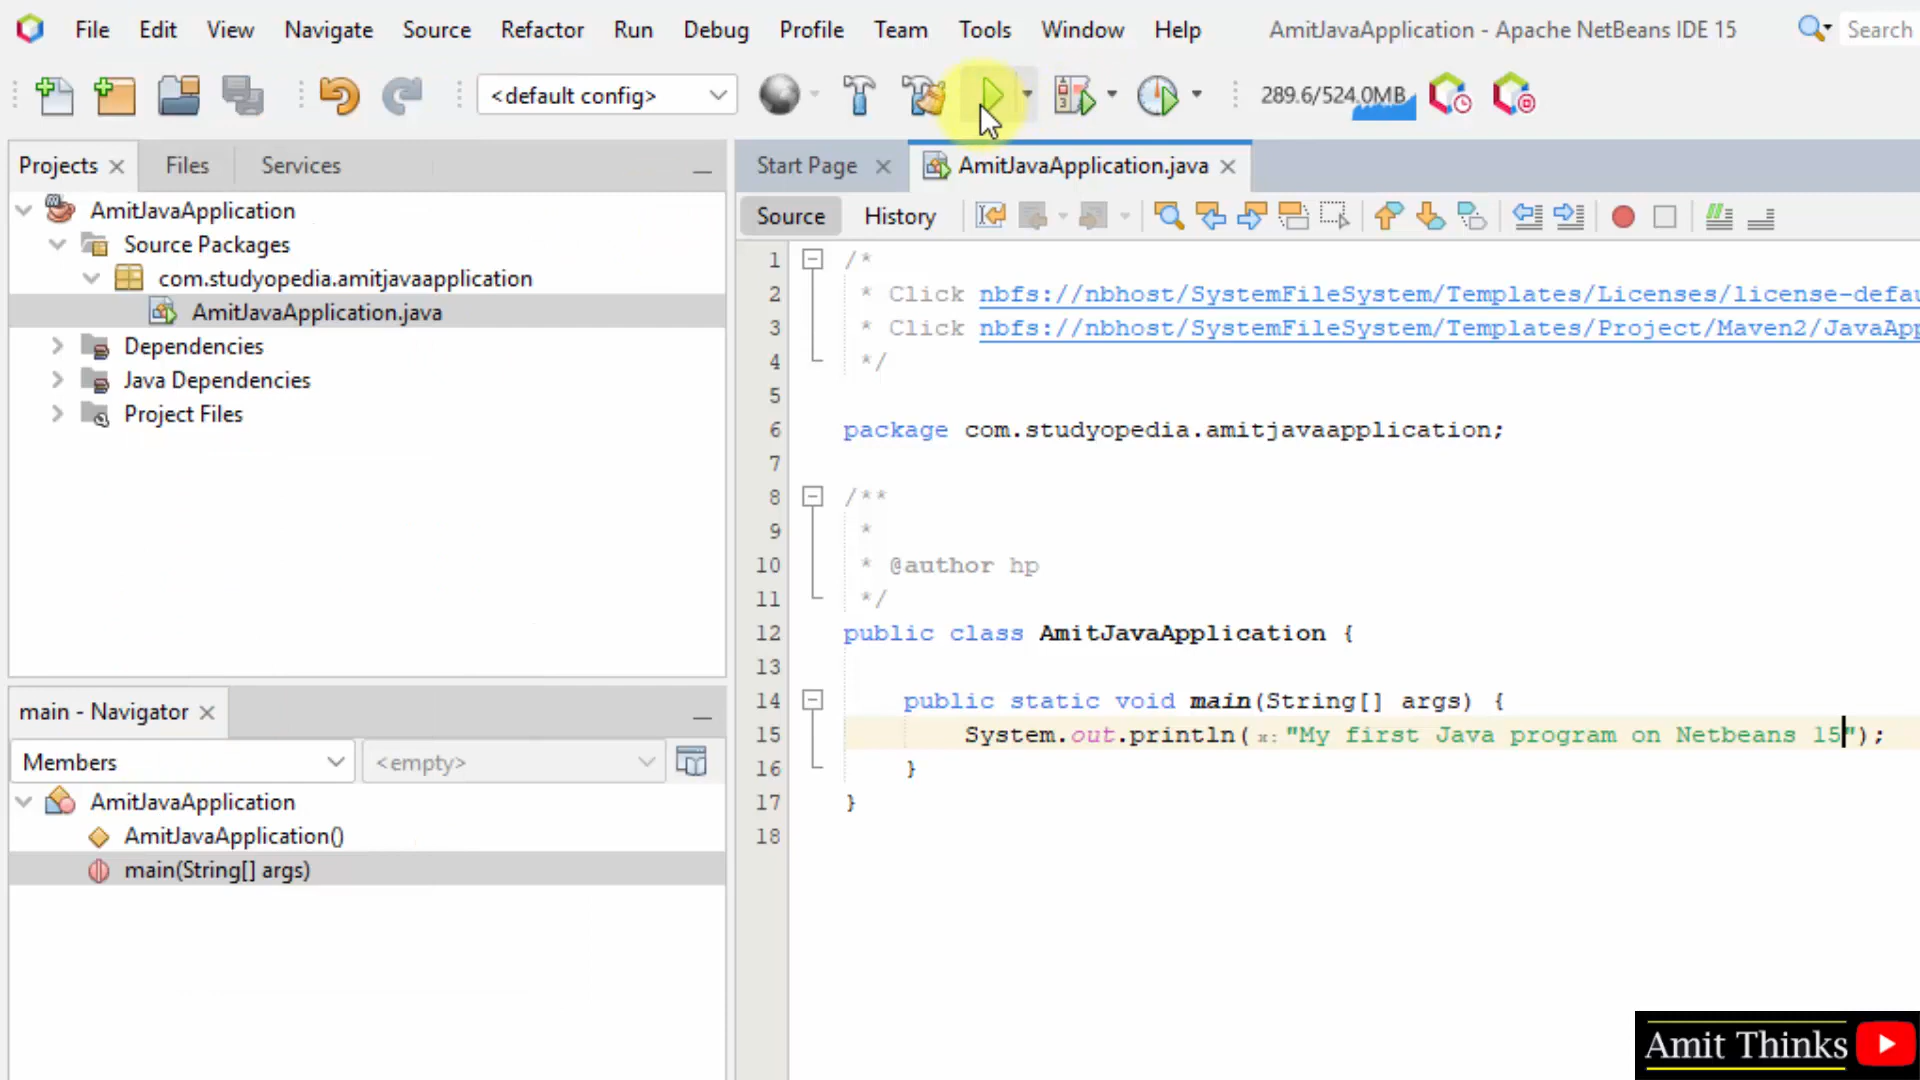 File Edit View Navigate Source Refactor Run Debug Profile Team Tools Window Help AmitJavaApplication - Apache NetBeans IDE 15 Search
<default config> 289.6/524.0MB
Projects Files Services
AmitJavaApplication
Source Packages
com.studyopedia.amitjavaapplication
AmitJavaApplication.java
Dependencies
Java Dependencies
Project Files
main - Navigator
Members <empty>
AmitJavaApplication
AmitJavaApplication()
main(String[] args)
Start Page AmitJavaApplication.java
Source History
1 /*
2 * Click nbfs://nbhost/SystemFileSystem/Templates/Licenses/license-defau
3 * Click nbfs://nbhost/SystemFileSystem/Templates/Project/Maven2/JavaApp
4 */
5
6 package com.studyopedia.amitjavaapplication;
7
8 /**
9 *
10 * @author hp
11 */
12 public class AmitJavaApplication {
13
14 public static void main(String[] args) {
15 System.out.println( x: "My first Java program on Netbeans 15");
16 }
17 }
18
Amit Thinks